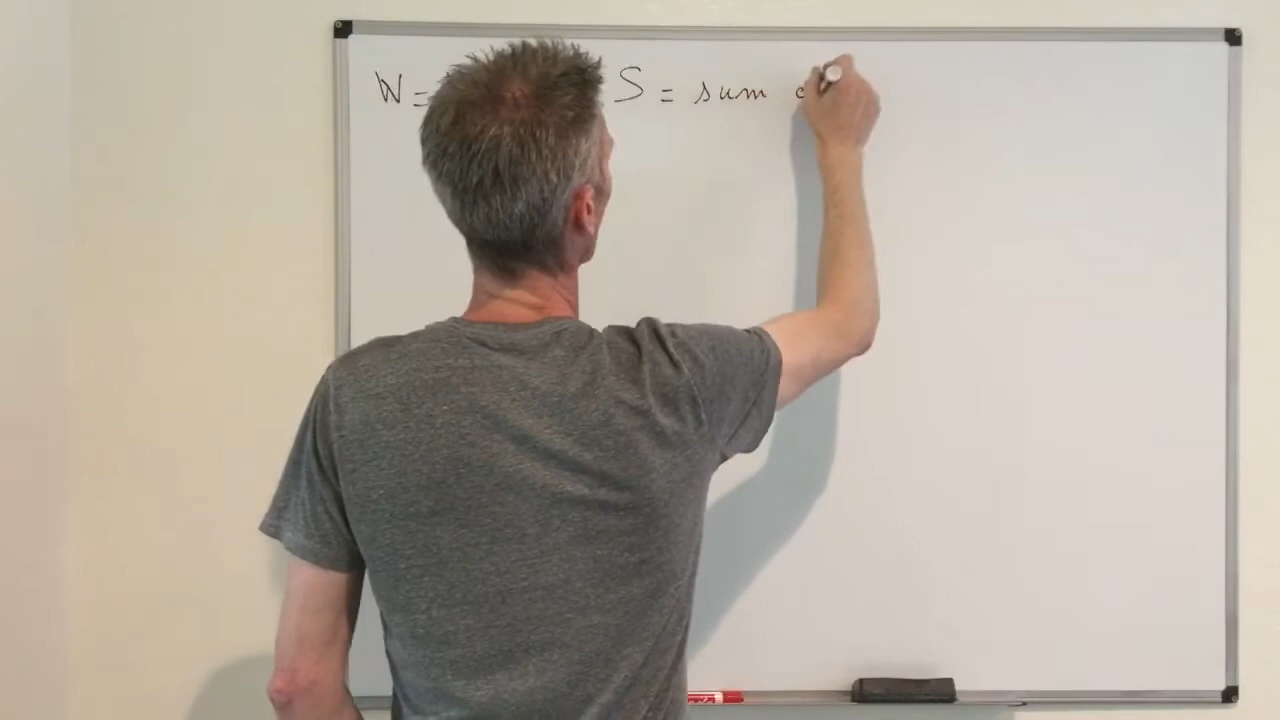 W = S = sum o